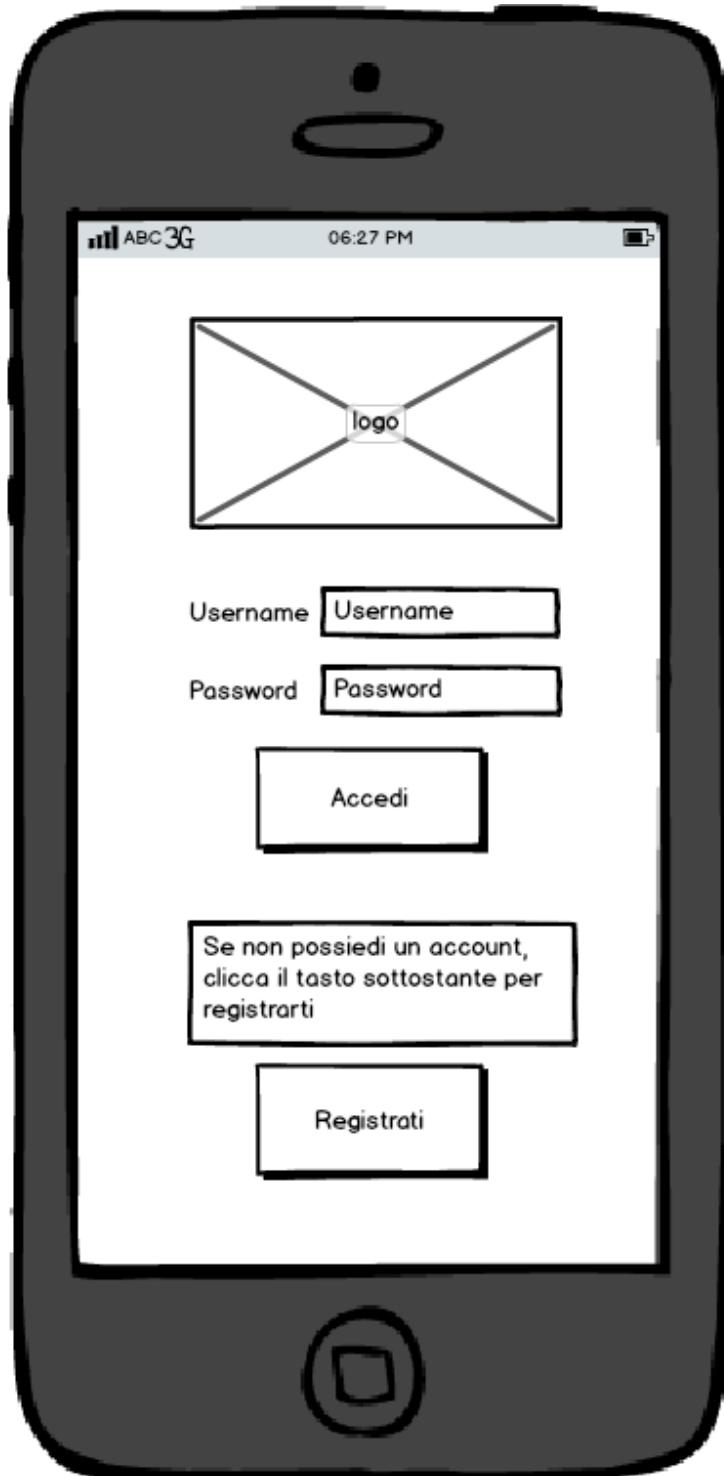 ABC 3G 06:27 PM
logo
Username Username
Password Password
Accedi
Se non possiedi un account,
clicca il tasto sottostante per
registrarti
Registrati